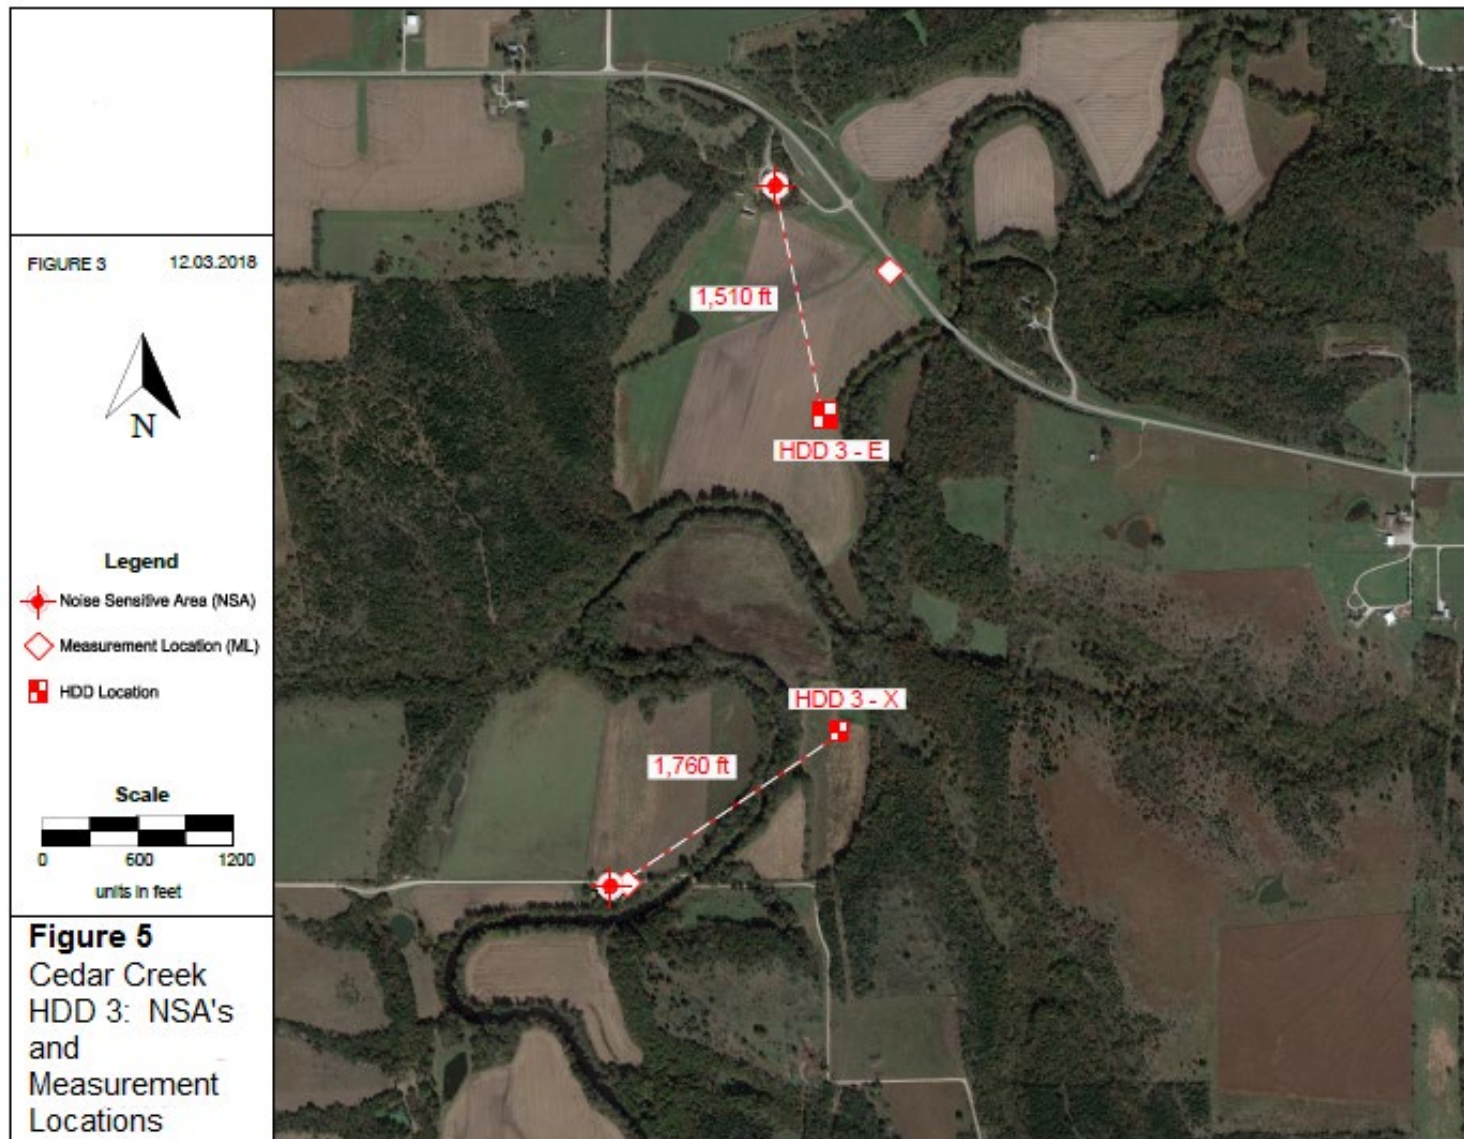 FIGURE 3 12.03.2018
N
Legend
Noise Sensitive Area (NSA)
Measurement Location (ML)
HDD Location
Scale
0 600 1200
units in feet
Figure 5
Cedar Creek
HDD 3: NSA's
and
Measurement
Locations
1,510 ft
HDD 3 - E
HDD 3 - X
1,760 ft